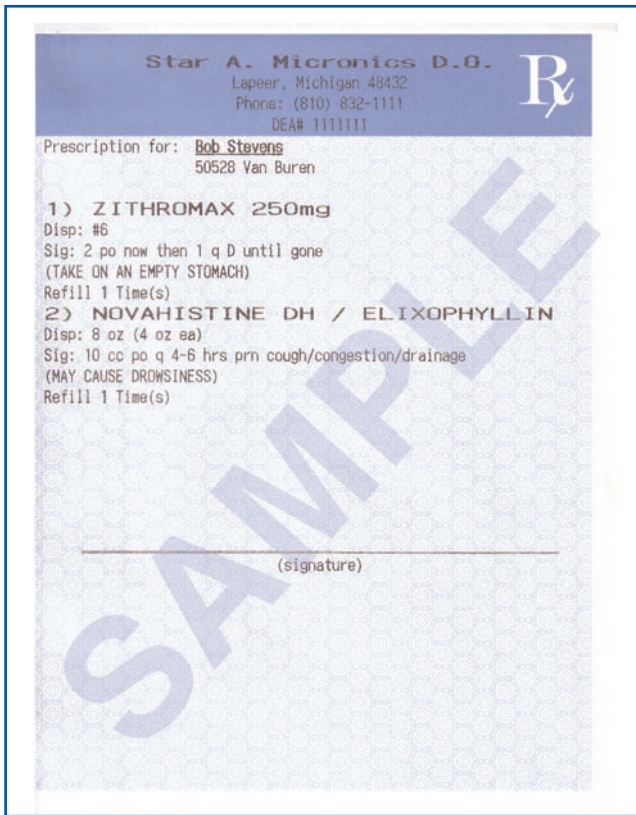 Star A. Micronics D.O.
Lapeer, Michigan 48432
Phone: (810) 832-1111
DEA# 1111111
Rx
Prescription for: Bob Stevens
50528 Van Buren
1) ZITHROMAX 250mg
Disp: #6
Sig: 2 po now then 1 q D until gone
(TAKE ON AN EMPTY STOMACH)
Refill 1 Time(s)
2) NOVAHISTINE DH / ELIXOPHYLLIN
Disp: 8 oz (4 oz ea)
Sig: 10 cc po q 4-6 hrs prn cough/congestion/drainage
(MAY CAUSE DROWSINESS)
Refill 1 Time(s)
(signature)
SAMPLE